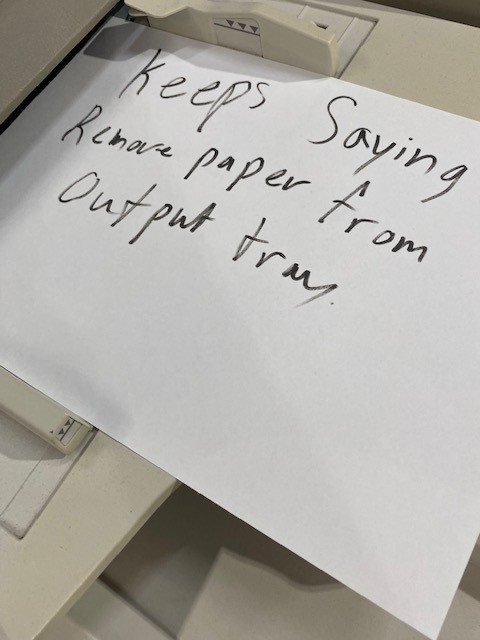 Keeps Saying
Remove paper from
Output tray.